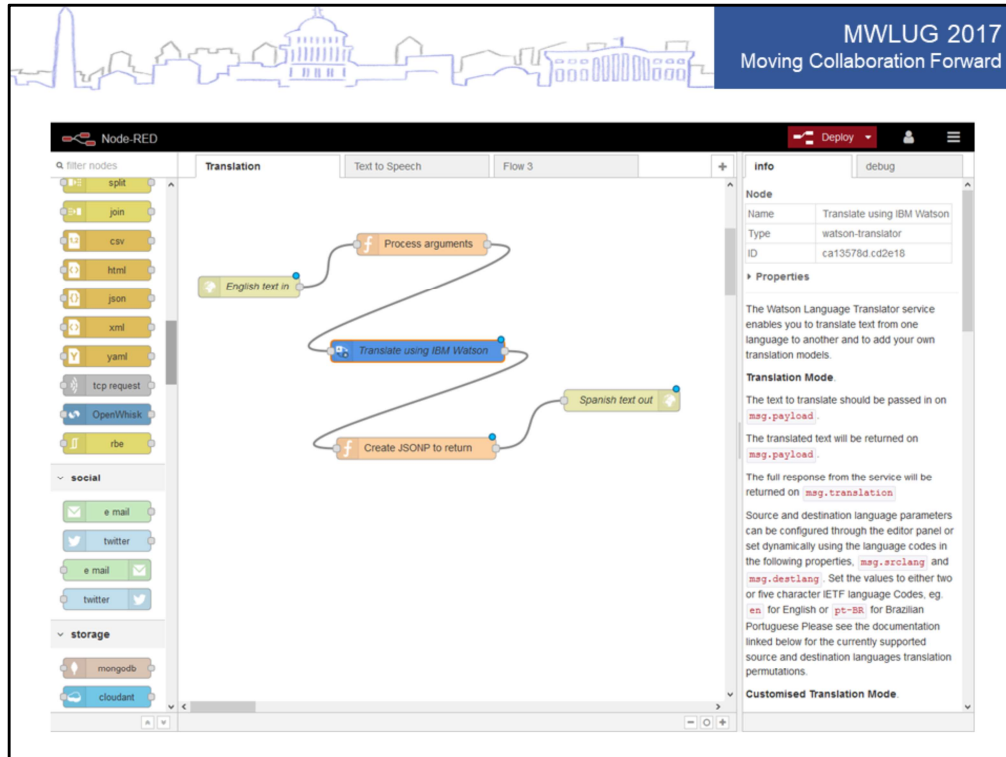 MWLUG 2017
Moving Collaboration Forward
Node-RED
Deploy
filter nodes
split
join
csv
html
json
xml
yaml
tcp request
OpenWhisk
rbe
social
e mail
twitter
e mail
twitter
storage
mongodb
cloudant
Translation
Text to Speech
Flow 3
Process arguments
English text in
Translate using IBM Watson
Spanish text out
Create JSONP to return
info
debug
Node
Name Translate using IBM Watson
Type watson-translator
ID ca13578d.cd2e18
Properties
The Watson Language Translator service
enables you to translate text from one
language to another and to add your own
translation models.
Translation Mode.
The text to translate should be passed in on
msg.payload.
The translated text will be returned on
msg.payload.
The full response from the service will be
returned on msg.translation
Source and destination language parameters
can be configured through the editor panel or
set dynamically using the language codes in
the following properties, msg.srclang and
msg.destlang. Set the values to either two
or five character IETF language Codes, eg.
en for English or pt-BR for Brazilian
Portuguese Please see the documentation
linked below for the currently supported
source and destination languages translation
permutations.
Customised Translation Mode.